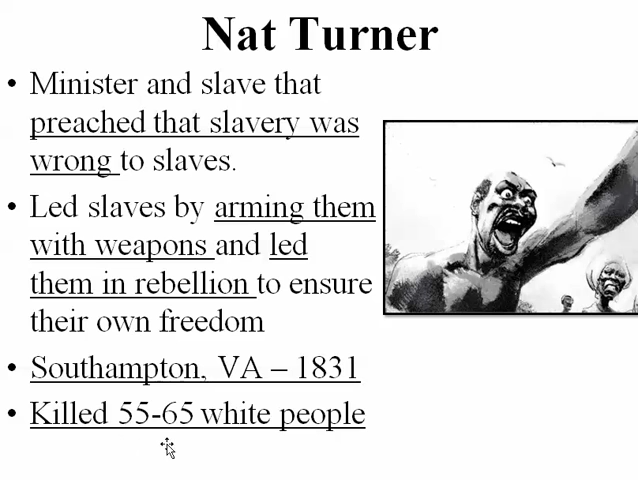 Nat Turner
• Minister and slave that
preached that slavery was
wrong to slaves.
• Led slaves by arming them
with weapons and led
them in rebellion to ensure
their own freedom
• Southampton, VA – 1831
• Killed 55-65 white people